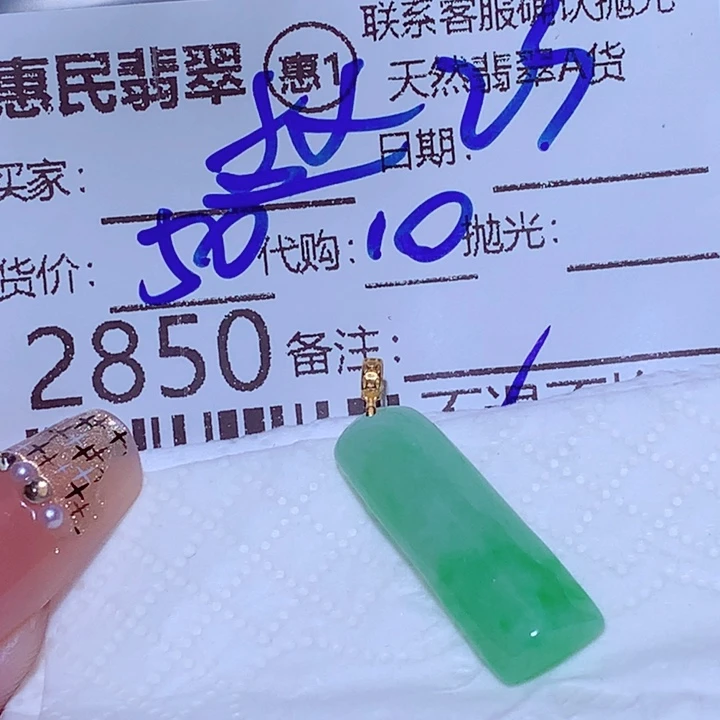 联系客服确认抛光
惠民翡翠 惠1 天然翡翠A货
买家： 日期：
货价： 50 代购： 10 抛光：
2850 备注：